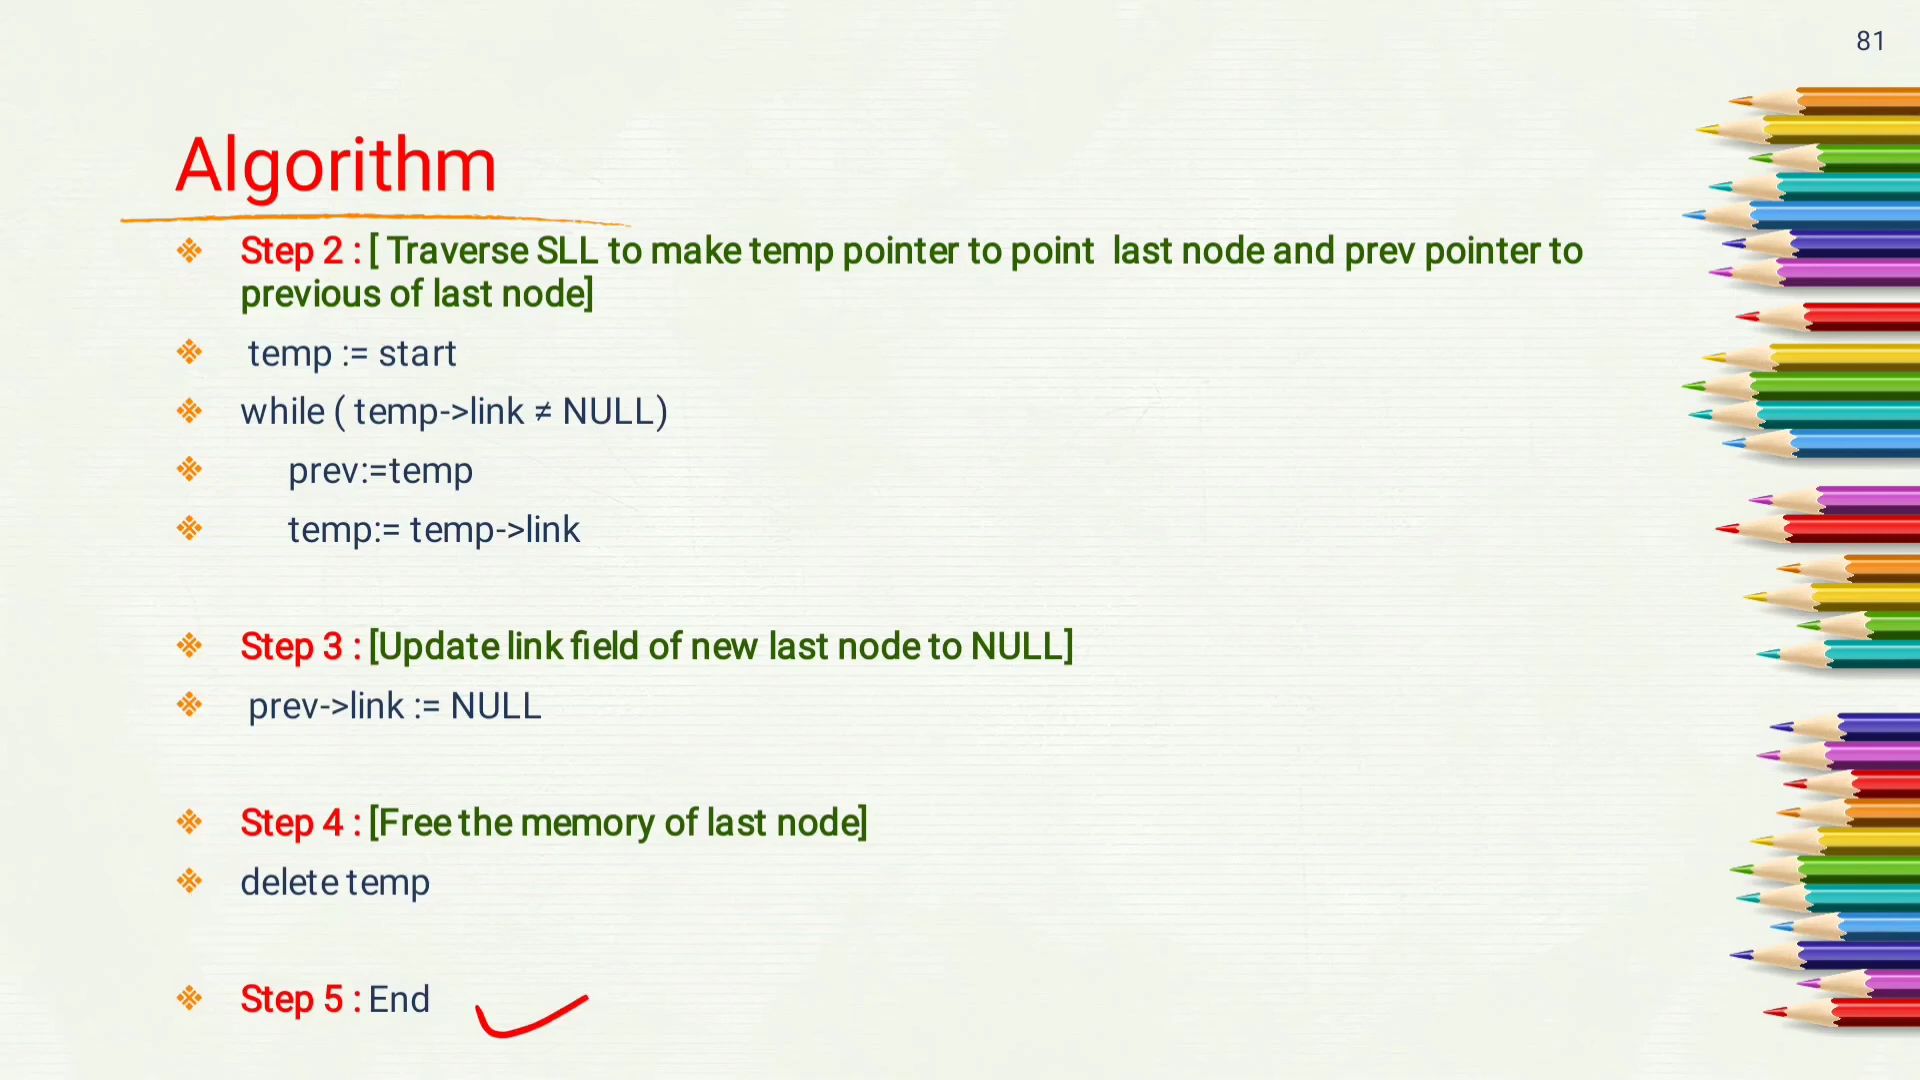 81
Algorithm
Step 2 : [ Traverse SLL to make temp pointer to point last node and prev pointer to
previous of last node]
temp := start
while ( temp->link ≠ NULL)
prev:=temp
temp:= temp->link
Step 3 : [Update link field of new last node to NULL]
prev->link := NULL
Step 4 : [Free the memory of last node]
delete temp
Step 5 : End